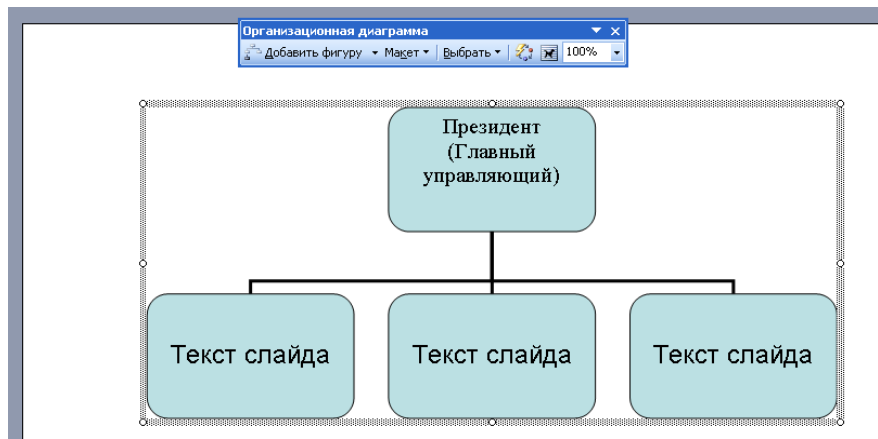 Организационная диаграмма
Добавить фигуру Макет Выбрать 100%
Президент
(Главный
управляющий)
Текст слайда Текст слайда Текст слайда